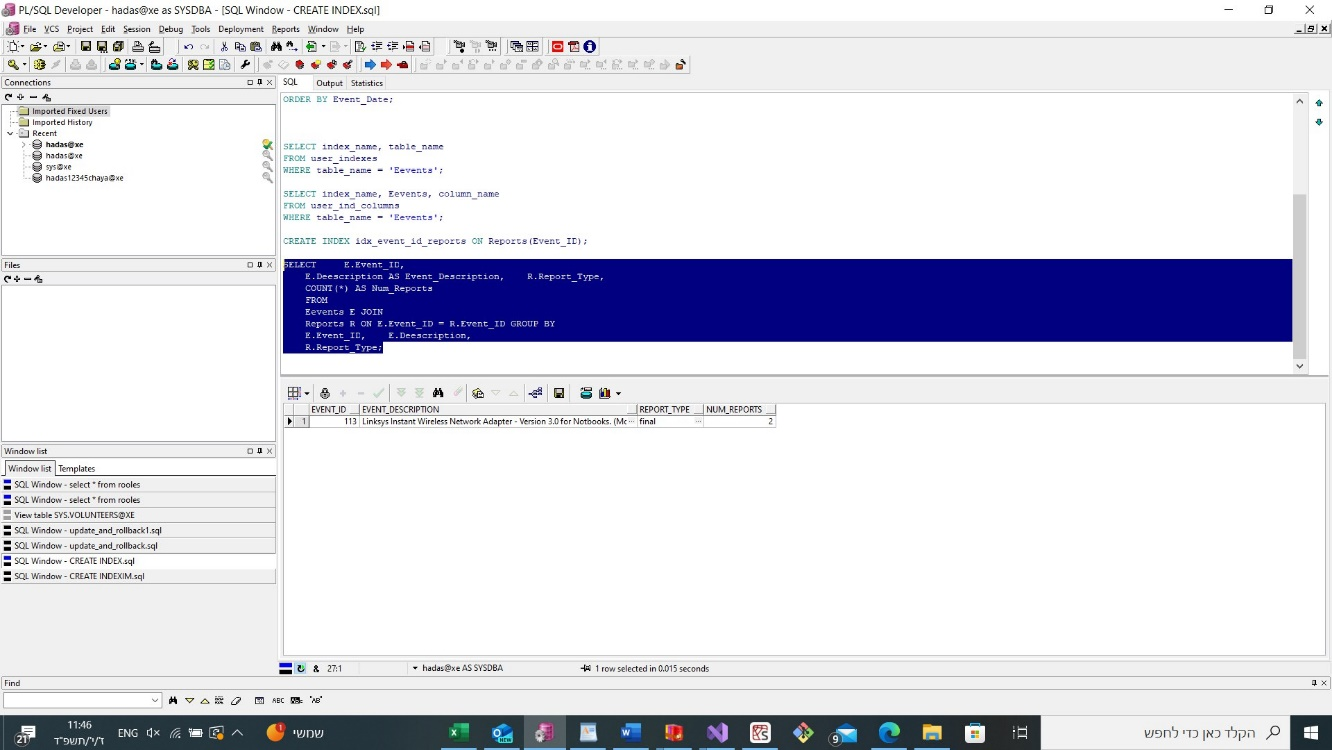 PL/SQL Developer - hadas@xe as SYSDBA - [SQL Window - CREATE INDEX.sql]
File VCS Project Edit Session Debug Tools Deployment Reports Window Help
Connections
Imported Fixed Users
Imported History
Recent
hadas@xe
hadas@xe
sys@xe
hadas12345chaya@xe
Files
Window list
Window list Templates
SQL Window - select * from rooles
SQL Window - select * from rooles
View table SYS.VOLUNTEERS@XE
SQL Window - update_and_rollback1.sql
SQL Window - update_and_rollback.sql
SQL Window - CREATE INDEX.sql
SQL Window - CREATE INDEXIM.sql
SQL Output Statistics
ORDER BY Event_Date;
SELECT index_name, table_name
FROM user_indexes
WHERE table_name = 'Eevents';
SELECT index_name, Eevents, column_name
FROM user_ind_columns
WHERE table_name = 'Eevents';
CREATE INDEX idx_event_id_reports ON Reports(Event_ID);
SELECT E.Event_ID,
E.Deescription AS Event_Description, R.Report_Type,
COUNT(*) AS Num_Reports
FROM
Eevents E JOIN
Reports R ON E.Event_ID = R.Event_ID GROUP BY
E.Event_ID, E.Deescription,
R.Report_Type;
EVENT_ID EVENT_DESCRIPTION REPORT_TYPE NUM_REPORTS
1 113 Linksys Instant Wireless Network Adapter - Version 3.0 for Notbooks. (Mc ··· final ··· 2
& 27:1 hadas@xe AS SYSDBA 1 row selected in 0.015 seconds
Find
ABC "AB"
21 11:46 ENG שמשי 9 הקלד כאן כדי לחפש
ז'/י'/תשפ"ד